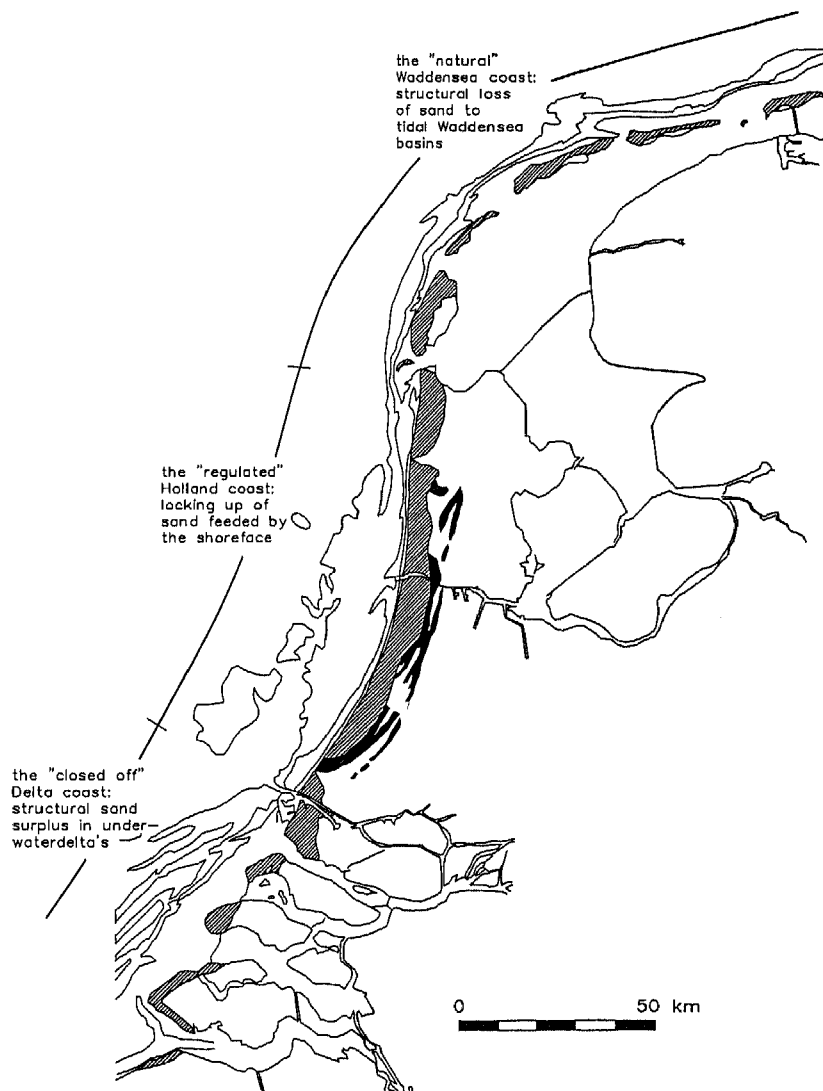 the "natural"
Waddensea coast:
structural loss
of sand to
tidal Waddensea
basins
the "regulated"
Holland coast:
locking up of
sand feeded by
the shoreface
the "closed off"
Delta coast:
structural sand
surplus in under-
waterdelta's
0 50 km